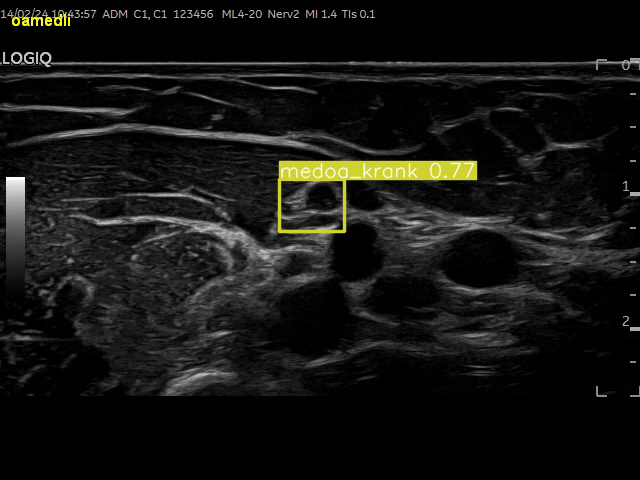 14/02/24 10:43:57 ADM C1, C1 123456 ML4-20 Nerv2 MI 1.4 TIs 0.1
oamedli
LOGIQ
0
medoa_krank 0.77
1
2